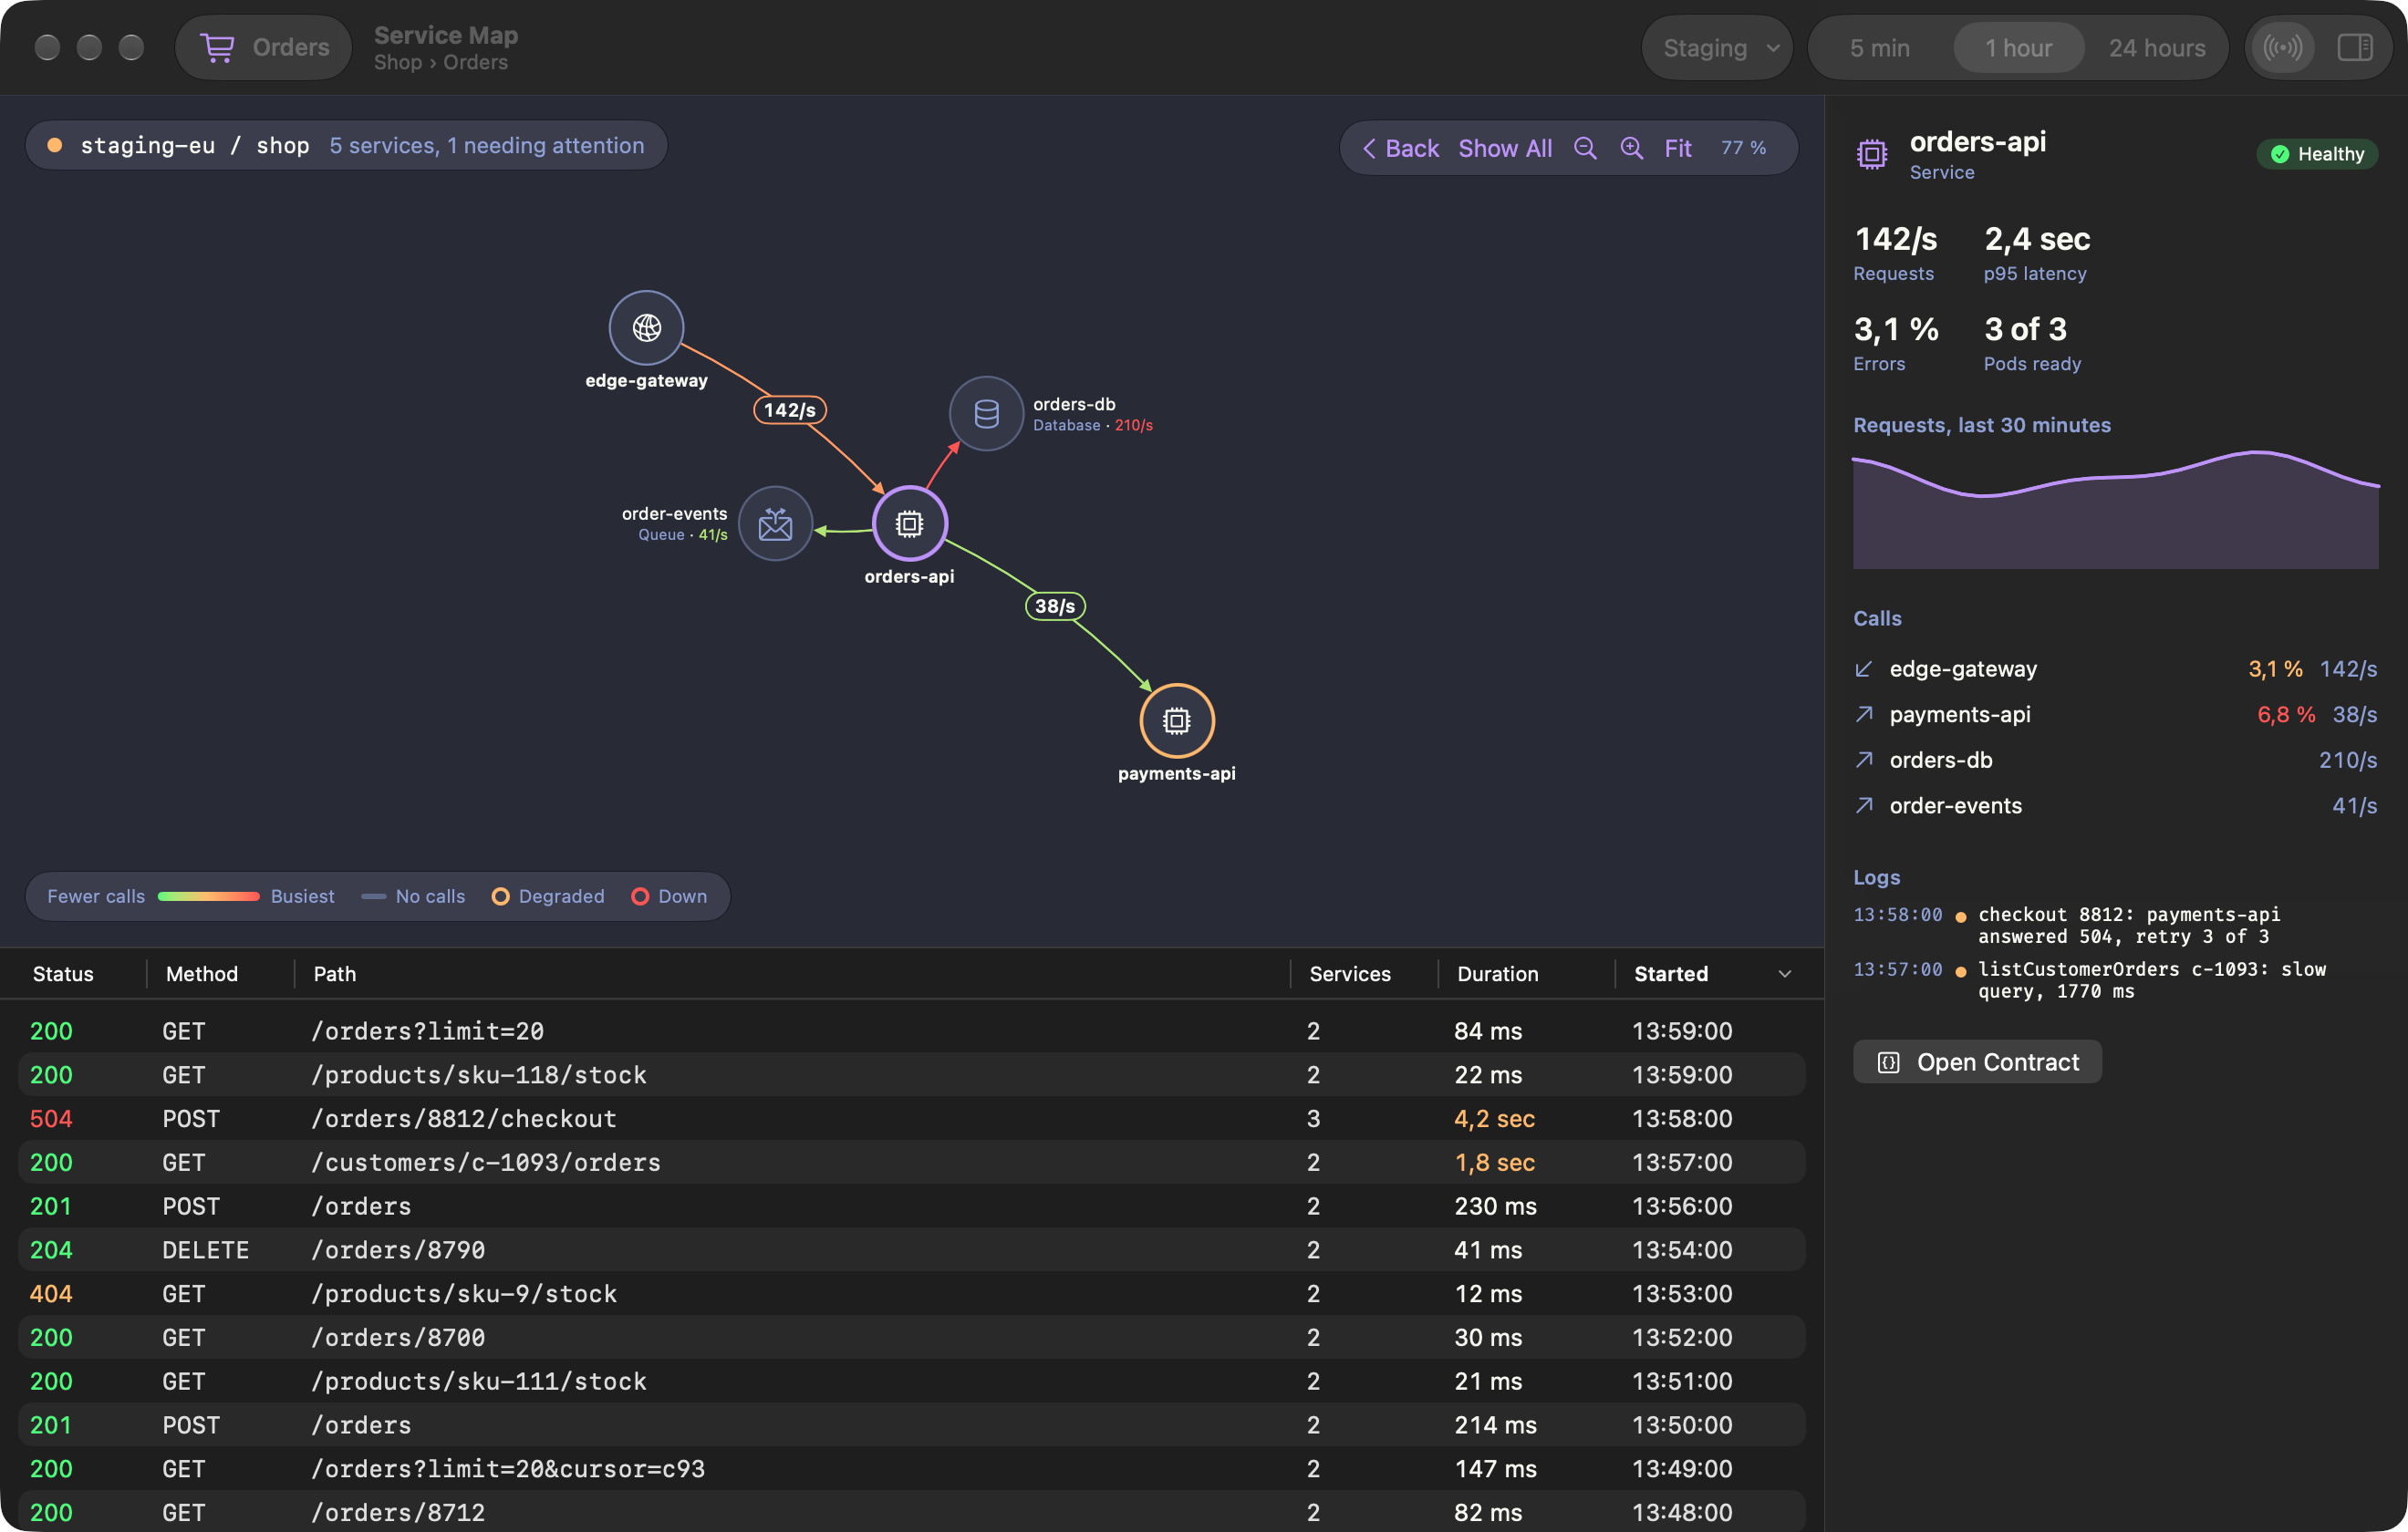 Orders
Service Map
Shop › Orders
Staging
5 min
1 hour
24 hours
staging-eu / shop 5 services, 1 needing attention
Back Show All Fit 77 %
edge-gateway
142/s
orders-db
Database · 210/s
order-events
Queue · 41/s
orders-api
38/s
payments-api
Fewer calls Busiest No calls Degraded Down
Status Method Path Services Duration Started
200 GET /orders?limit=20 2 84 ms 13:59:00
200 GET /products/sku-118/stock 2 22 ms 13:59:00
504 POST /orders/8812/checkout 3 4,2 sec 13:58:00
200 GET /customers/c-1093/orders 2 1,8 sec 13:57:00
201 POST /orders 2 230 ms 13:56:00
204 DELETE /orders/8790 2 41 ms 13:54:00
404 GET /products/sku-9/stock 2 12 ms 13:53:00
200 GET /orders/8700 2 30 ms 13:52:00
200 GET /products/sku-111/stock 2 21 ms 13:51:00
201 POST /orders 2 214 ms 13:50:00
200 GET /orders?limit=20&cursor=c93 2 147 ms 13:49:00
200 GET /orders/8712 2 82 ms 13:48:00
orders-api
Service
Healthy
142/s 2,4 sec
Requests p95 latency
3,1 % 3 of 3
Errors Pods ready
Requests, last 30 minutes
Calls
edge-gateway 3,1 % 142/s
payments-api 6,8 % 38/s
orders-db 210/s
order-events 41/s
Logs
13:58:00 checkout 8812: payments-api
answered 504, retry 3 of 3
13:57:00 listCustomerOrders c-1093: slow
query, 1770 ms
Open Contract